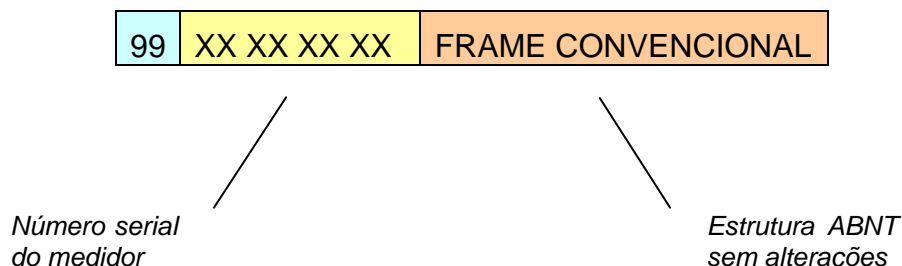 99 XX XX XX XX FRAME CONVENCIONAL
Número serial
do medidor
Estrutura ABNT
sem alterações